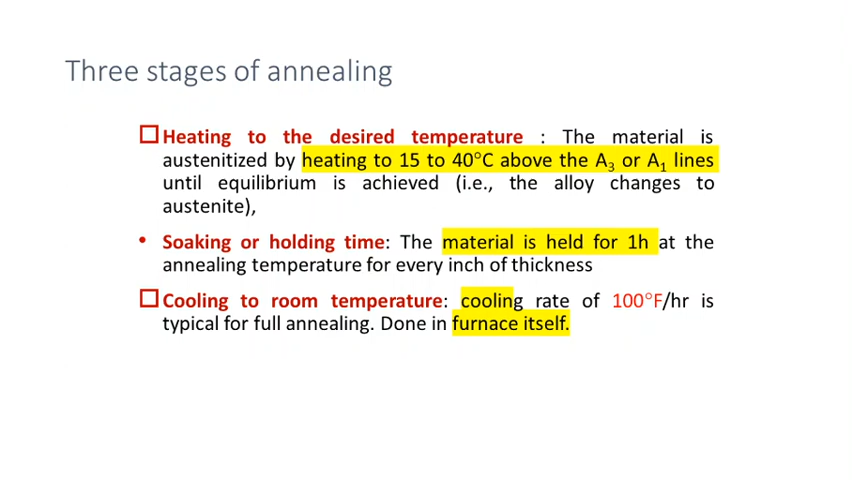 Three stages of annealing
☐ Heating to the desired temperature : The material is
austenitized by heating to 15 to 40°C above the A₃ or A₁ lines
until equilibrium is achieved (i.e., the alloy changes to
austenite),
• Soaking or holding time: The material is held for 1h at the
annealing temperature for every inch of thickness
☐ Cooling to room temperature: cooling rate of 100°F/hr is
typical for full annealing. Done in furnace itself.